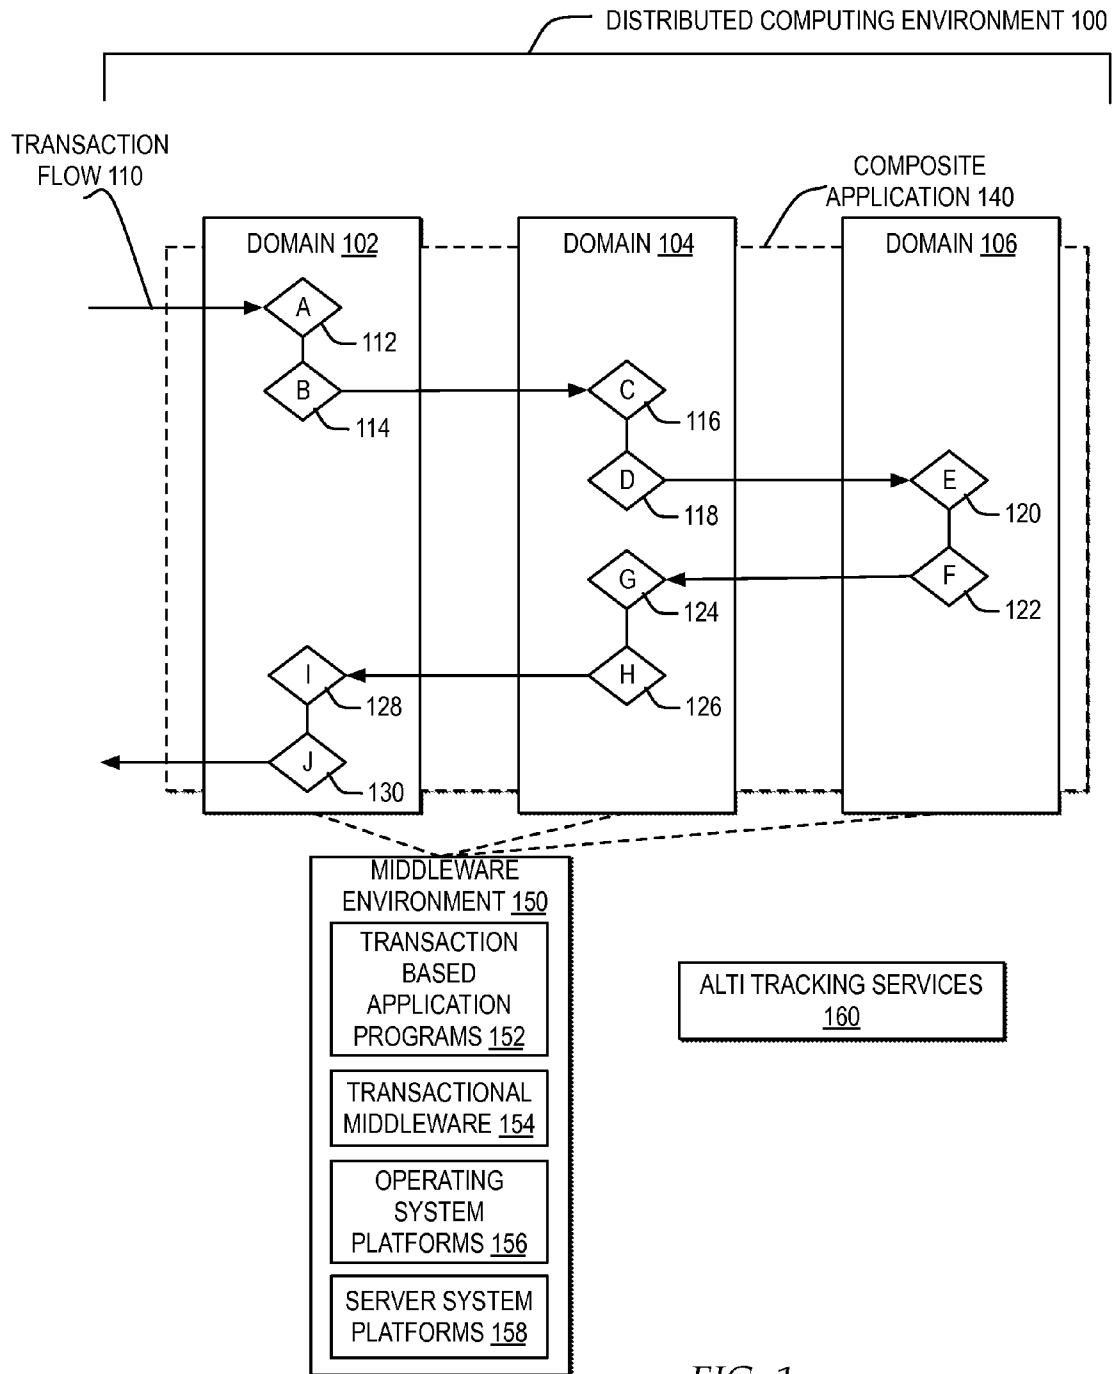 DISTRIBUTED COMPUTING ENVIRONMENT 100
TRANSACTION
FLOW 110
COMPOSITE
APPLICATION 140
DOMAIN 102
DOMAIN 104
DOMAIN 106
A
112
B
114
C
116
D
118
E
120
F
122
G
124
H
126
I
128
J
130
MIDDLEWARE
ENVIRONMENT 150
TRANSACTION
BASED
APPLICATION
PROGRAMS 152
TRANSACTIONAL
MIDDLEWARE 154
OPERATING
SYSTEM
PLATFORMS 156
SERVER SYSTEM
PLATFORMS 158
ALTI TRACKING SERVICES
160
FIG. 1